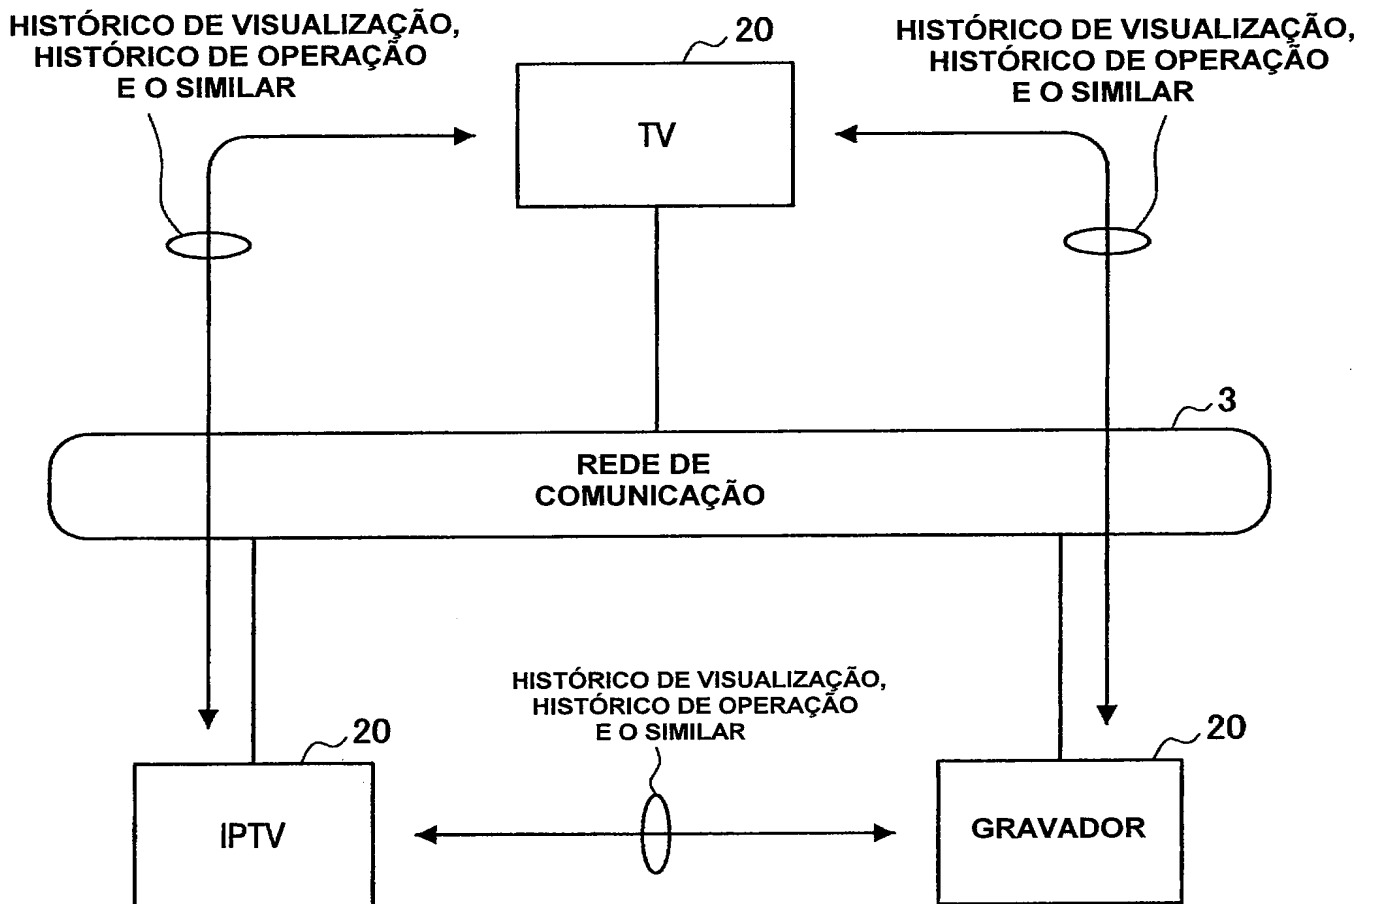 HISTÓRICO DE VISUALIZAÇÃO,
HISTÓRICO DE OPERAÇÃO
E O SIMILAR
20
TV
HISTÓRICO DE VISUALIZAÇÃO,
HISTÓRICO DE OPERAÇÃO
E O SIMILAR
3
REDE DE
COMUNICAÇÃO
HISTÓRICO DE VISUALIZAÇÃO,
HISTÓRICO DE OPERAÇÃO
E O SIMILAR
20
IPTV
20
GRAVADOR